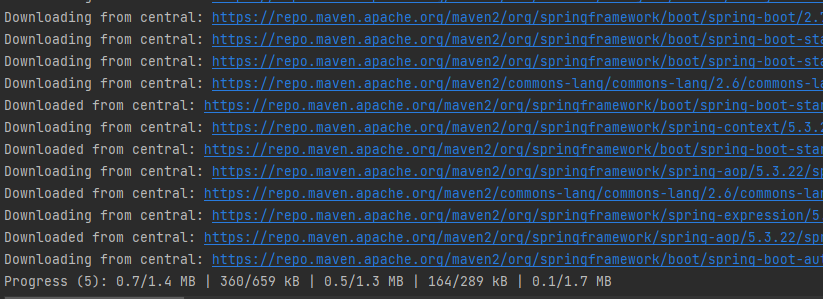 Downloading from central: https://repo.maven.apache.org/maven2/org/springframework/boot/spring-boot/2.
Downloading from central: https://repo.maven.apache.org/maven2/org/springframework/boot/spring-boot-sta
Downloading from central: https://repo.maven.apache.org/maven2/org/springframework/boot/spring-boot-sta
Downloading from central: https://repo.maven.apache.org/maven2/commons-lang/commons-lang/2.6/commons-la
Downloaded from central: https://repo.maven.apache.org/maven2/org/springframework/boot/spring-boot-star
Downloading from central: https://repo.maven.apache.org/maven2/org/springframework/spring-context/5.3.2
Downloaded from central: https://repo.maven.apache.org/maven2/org/springframework/boot/spring-boot-star
Downloading from central: https://repo.maven.apache.org/maven2/org/springframework/spring-aop/5.3.22/sp
Downloaded from central: https://repo.maven.apache.org/maven2/commons-lang/commons-lang/2.6/commons-lan
Downloading from central: https://repo.maven.apache.org/maven2/org/springframework/spring-expression/5.
Downloaded from central: https://repo.maven.apache.org/maven2/org/springframework/spring-aop/5.3.22/spr
Downloading from central: https://repo.maven.apache.org/maven2/org/springframework/boot/spring-boot-aut
Progress (5): 0.7/1.4 MB | 360/659 kB | 0.5/1.3 MB | 164/289 kB | 0.1/1.7 MB